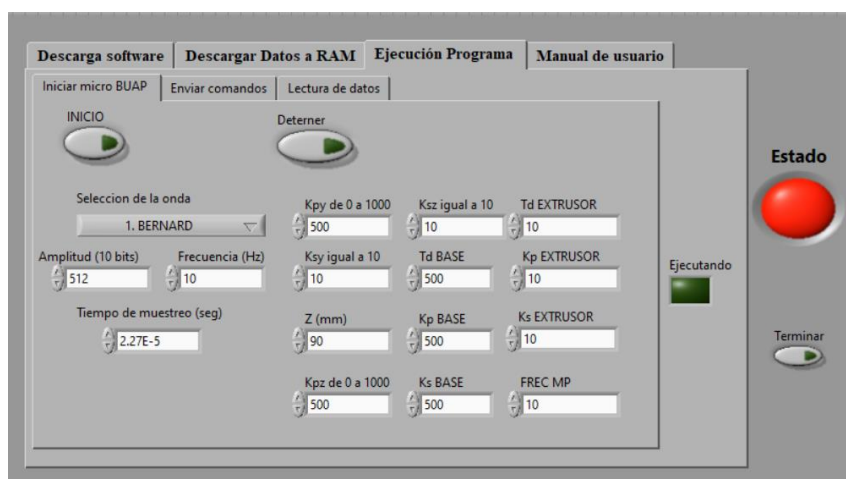 Descarga software
Descargar Datos a RAM
Ejecución Programa
Manual de usuario
Iniciar micro BUAP
Enviar comandos
Lectura de datos
INICIO
Deterner
Estado
Seleccion de la onda
1. BERNARD
Amplitud (10 bits)
512
Frecuencia (Hz)
10
Tiempo de muestreo (seg)
2.27E-5
Kpy de 0 a 1000
500
Ksz igual a 10
10
Td EXTRUSOR
10
Ksy igual a 10
10
Td BASE
500
Kp EXTRUSOR
10
Z (mm)
90
Kp BASE
500
Ks EXTRUSOR
10
Kpz de 0 a 1000
500
Ks BASE
500
FREC MP
10
Ejecutando
Terminar